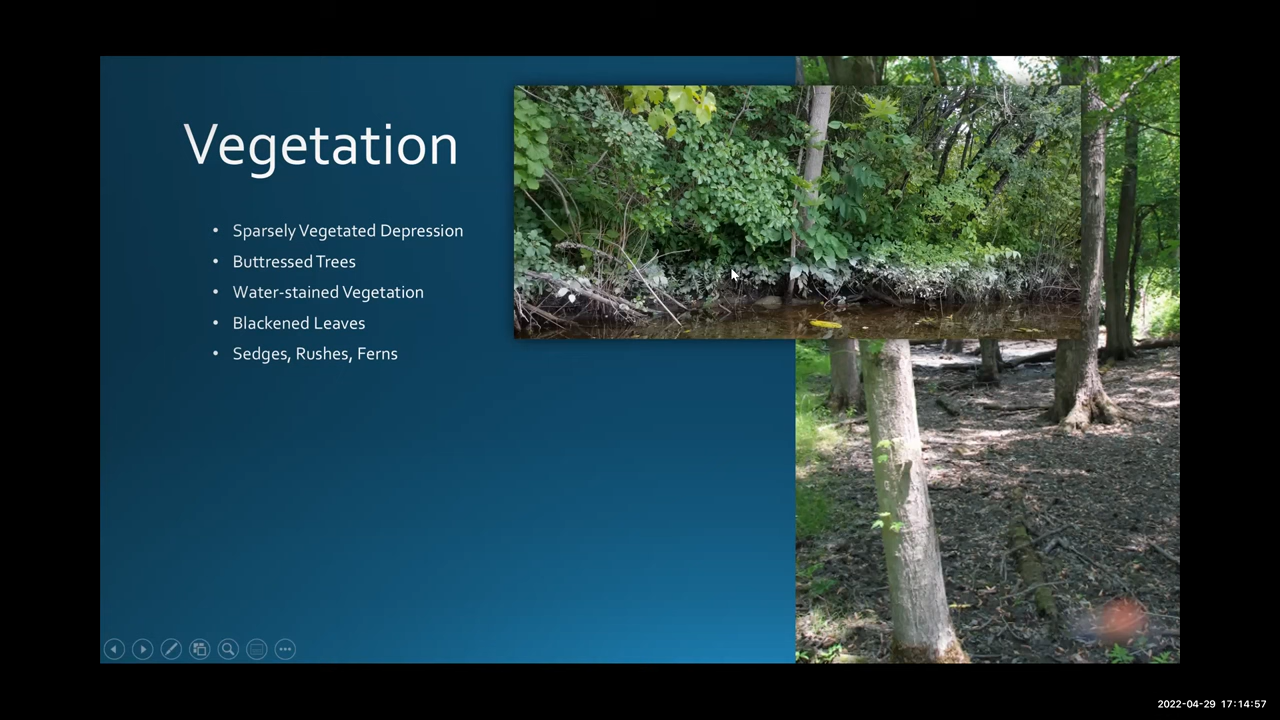 Vegetation
• Sparsely Vegetated Depression
• Buttressed Trees
• Water-stained Vegetation
• Blackened Leaves
• Sedges, Rushes, Ferns
2022-04-29 17:14:57